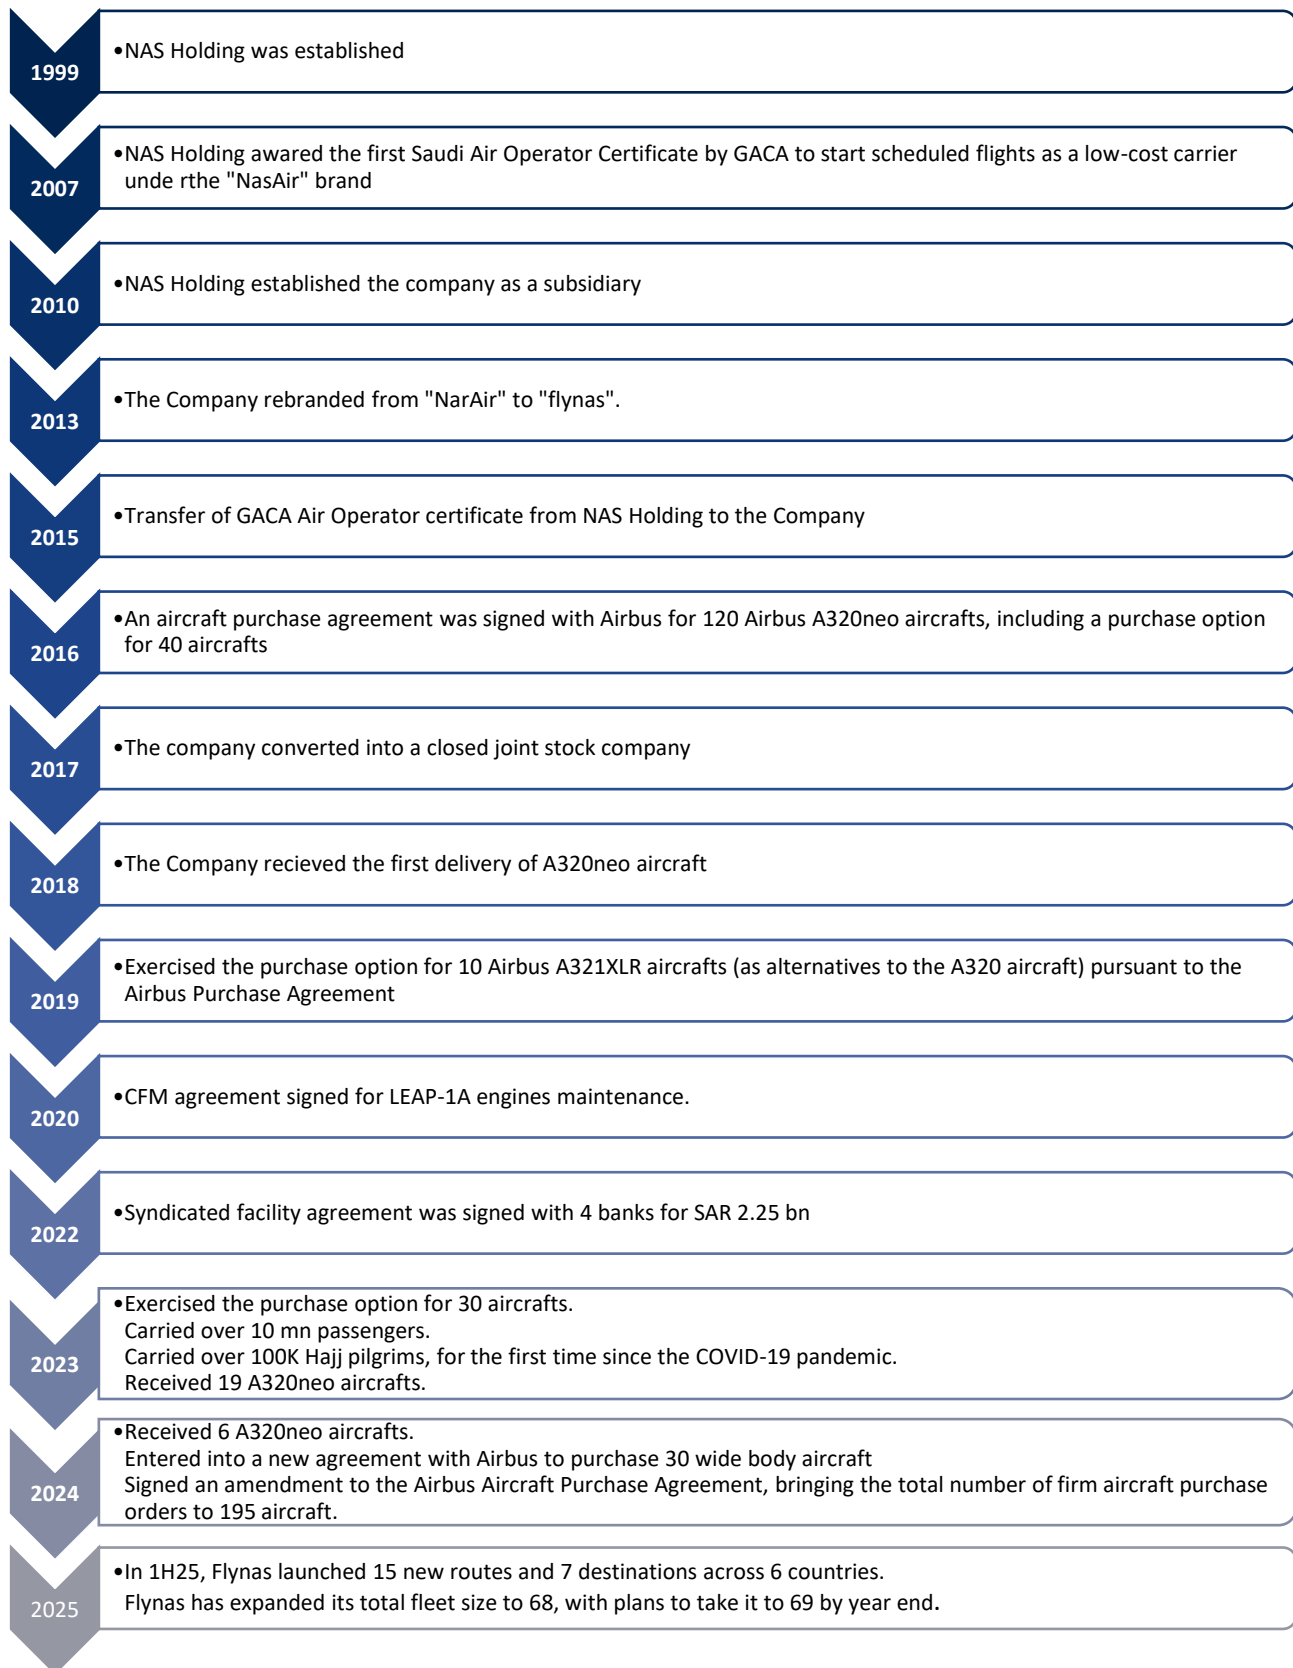 1999
•NAS Holding was established
2007
•NAS Holding awared the first Saudi Air Operator Certificate by GACA to start scheduled flights as a low-cost carrier
unde rthe "NasAir" brand
2010
•NAS Holding established the company as a subsidiary
2013
•The Company rebranded from "NarAir" to "flynas".
2015
•Transfer of GACA Air Operator certificate from NAS Holding to the Company
2016
•An aircraft purchase agreement was signed with Airbus for 120 Airbus A320neo aircrafts, including a purchase option
for 40 aircrafts
2017
•The company converted into a closed joint stock company
2018
•The Company recieved the first delivery of A320neo aircraft
2019
•Exercised the purchase option for 10 Airbus A321XLR aircrafts (as alternatives to the A320 aircraft) pursuant to the
Airbus Purchase Agreement
2020
•CFM agreement signed for LEAP-1A engines maintenance.
2022
•Syndicated facility agreement was signed with 4 banks for SAR 2.25 bn
2023
•Exercised the purchase option for 30 aircrafts.
Carried over 10 mn passengers.
Carried over 100K Hajj pilgrims, for the first time since the COVID-19 pandemic.
Received 19 A320neo aircrafts.
2024
•Received 6 A320neo aircrafts.
Entered into a new agreement with Airbus to purchase 30 wide body aircraft
Signed an amendment to the Airbus Aircraft Purchase Agreement, bringing the total number of firm aircraft purchase
orders to 195 aircraft.
2025
•In 1H25, Flynas launched 15 new routes and 7 destinations across 6 countries.
Flynas has expanded its total fleet size to 68, with plans to take it to 69 by year end.